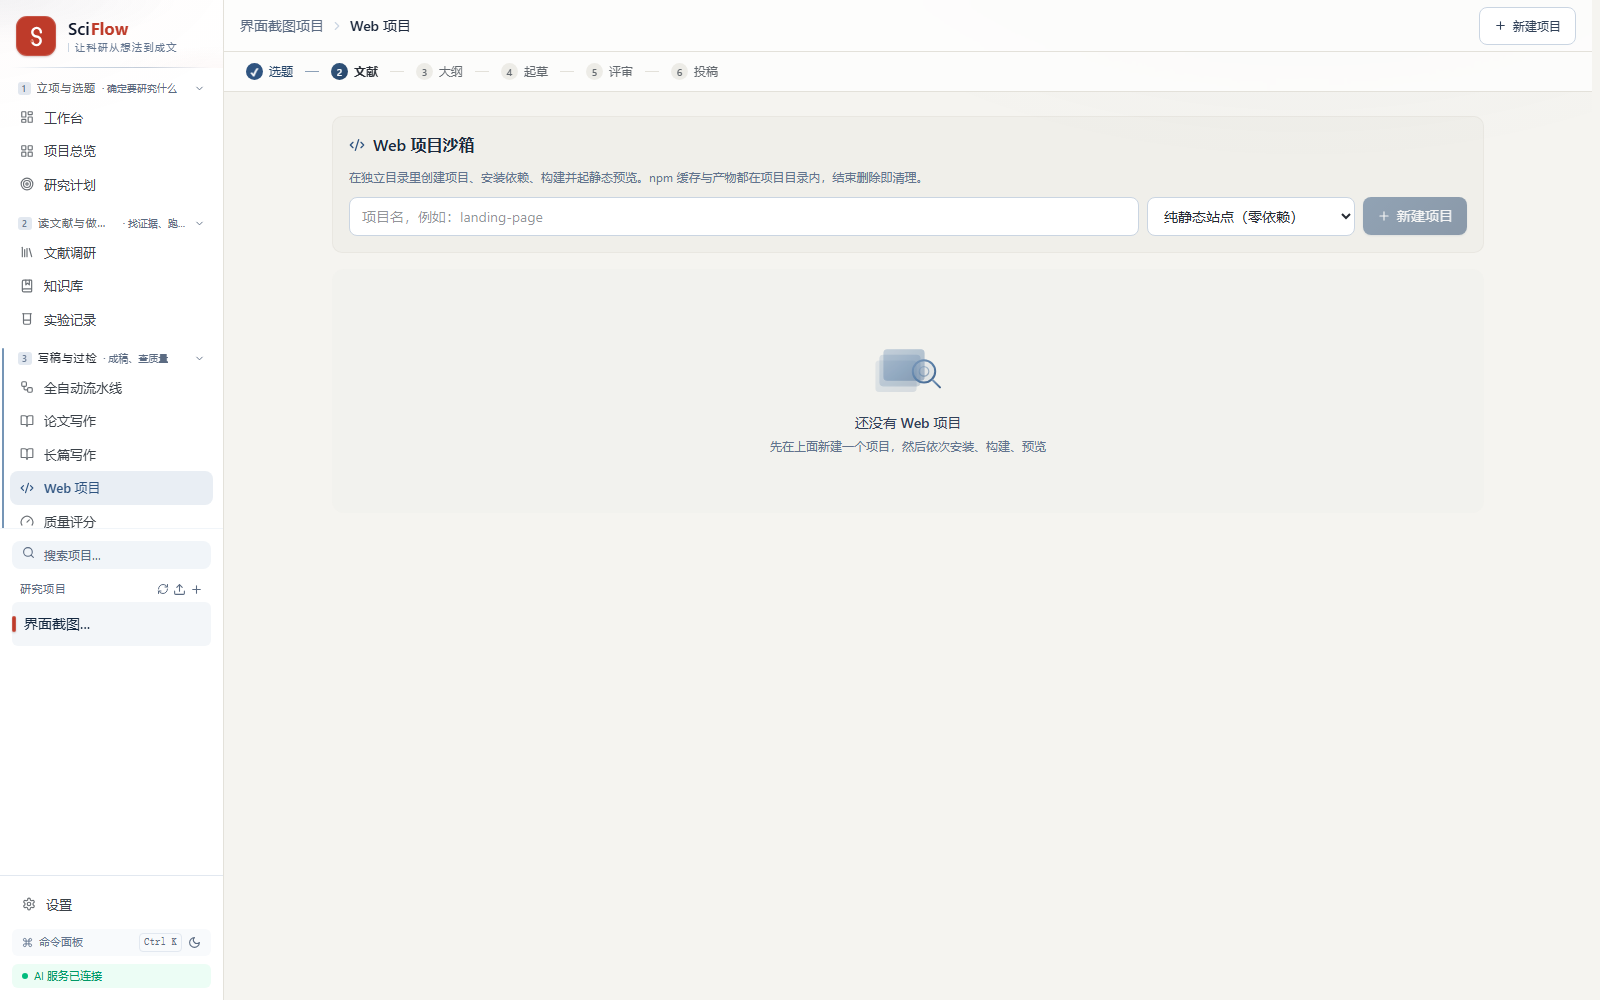 S
SciFlow
让科研从想法到成文
1 立项与选题 · 确定要研究什么
工作台
项目总览
研究计划
2 读文献与做... · 找证据、跑...
文献调研
知识库
实验记录
3 写稿与过检 · 成稿、查质量
全自动流水线
论文写作
长篇写作
Web 项目
质量评分
搜索项目...
研究项目
界面截图...
设置
命令面板 Ctrl K
AI 服务已连接
界面截图项目 Web 项目
新建项目
选题 2 文献 3 大纲 4 起草 5 评审 6 投稿
Web 项目沙箱
在独立目录里创建项目、安装依赖、构建并起静态预览。npm 缓存与产物都在项目目录内，结束删除即清理。
项目名，例如：landing-page 纯静态站点（零依赖） 新建项目
还没有 Web 项目
先在上面新建一个项目，然后依次安装、构建、预览